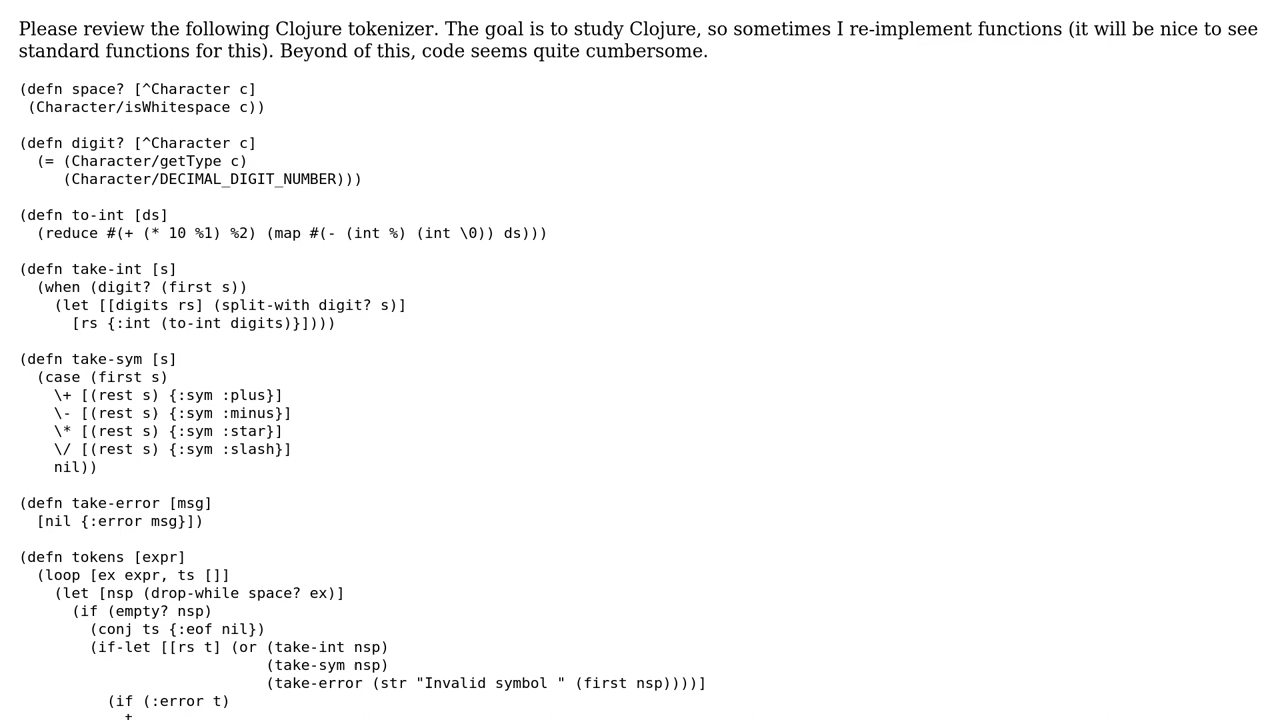 Please review the following Clojure tokenizer. The goal is to study Clojure, so sometimes I re-implement functions (it will be nice to see
standard functions for this). Beyond of this, code seems quite cumbersome.
(defn space? [^Character c]
 (Character/isWhitespace c))
(defn digit? [^Character c]
  (= (Character/getType c)
     (Character/DECIMAL_DIGIT_NUMBER)))
(defn to-int [ds]
  (reduce #(+ (* 10 %1) %2) (map #(- (int %) (int \0)) ds)))
(defn take-int [s]
  (when (digit? (first s))
    (let [[digits rs] (split-with digit? s)]
      [rs {:int (to-int digits)}])))
(defn take-sym [s]
  (case (first s)
    \+ [(rest s) {:sym :plus}]
    \- [(rest s) {:sym :minus}]
    \* [(rest s) {:sym :star}]
    \/ [(rest s) {:sym :slash}]
    nil))
(defn take-error [msg]
  [nil {:error msg}])
(defn tokens [expr]
  (loop [ex expr, ts []]
    (let [nsp (drop-while space? ex)]
      (if (empty? nsp)
        (conj ts {:eof nil})
        (if-let [[rs t] (or (take-int nsp)
                            (take-sym nsp)
                            (take-error (str "Invalid symbol " (first nsp))))]
          (if (:error t)
            t